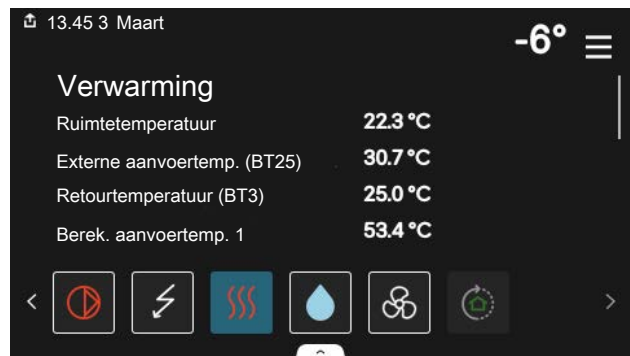 13.45 3 Maart
-6°
Verwarming
Ruimtetemperatuur 22.3 °C
Externe aanvoertemp. (BT25) 30.7 °C
Retourtemperatuur (BT3) 25.0 °C
Berek. aanvoertemp. 1 53.4 °C